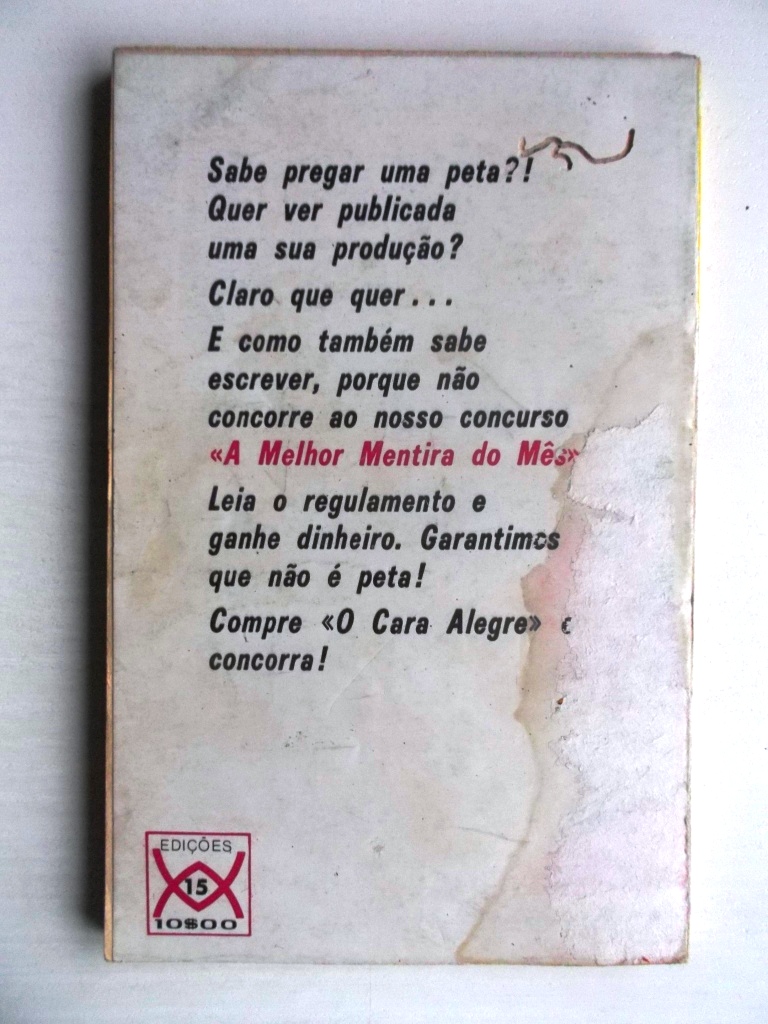 Sabe pregar uma peta?!
Quer ver publicada
uma sua produção?
Claro que quer...
E como também sabe
escrever, porque não
concorre ao nosso concurso
«A Melhor Mentira do Mês»
Leia o regulamento e
ganhe dinheiro. Garantimos
que não é peta!
Compre «O Cara Alegre» e
concorra!
EDIÇÕES
15
10$00